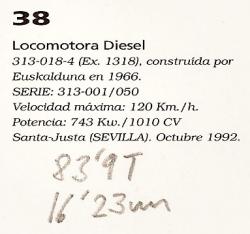 38
Locomotora Diesel
313-018-4 (Ex. 1318), construída por
Euskalduna en 1966.
SERIE: 313-001/050
Velocidad máxima: 120 Km./h.
Potencia: 743 Kw./1010 CV
Santa-Justa (SEVILLA). Octubre 1992.
83'9T
16'23m